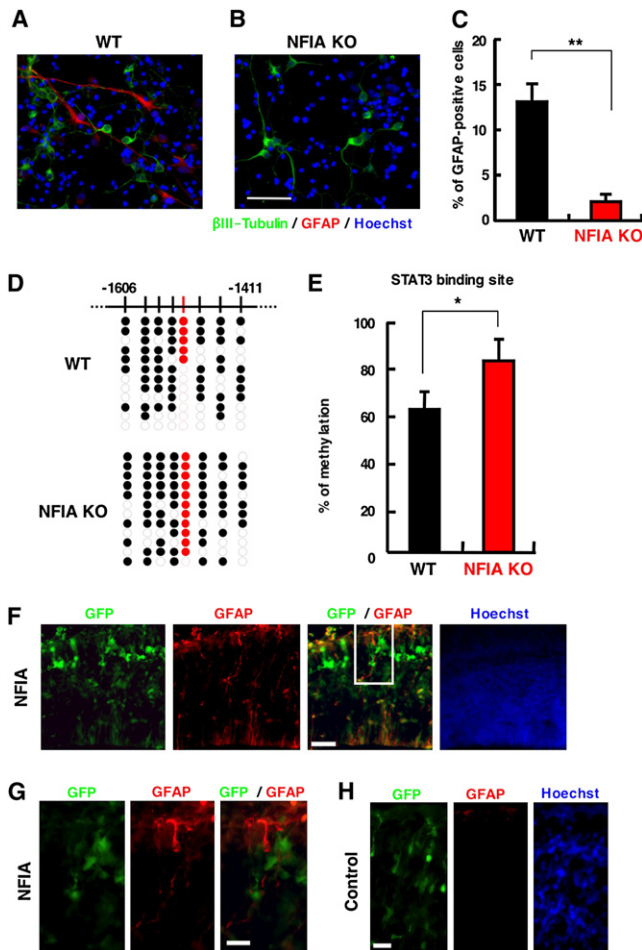 A
WT
B
NFIA KO
βIII-Tubulin / GFAP / Hoechst
C
% of GFAP-positive cells
20
15
10
5
0
**
WT
NFIA KO
D
-1606
-1411
WT
NFIA KO
E
STAT3 binding site
% of methylation
100
80
60
40
20
0
*
WT
NFIA KO
F
GFP
GFAP
GFP / GFAP
Hoechst
NFIA
G
GFP
GFAP
GFP / GFAP
NFIA
H
GFP
GFAP
Hoechst
Control